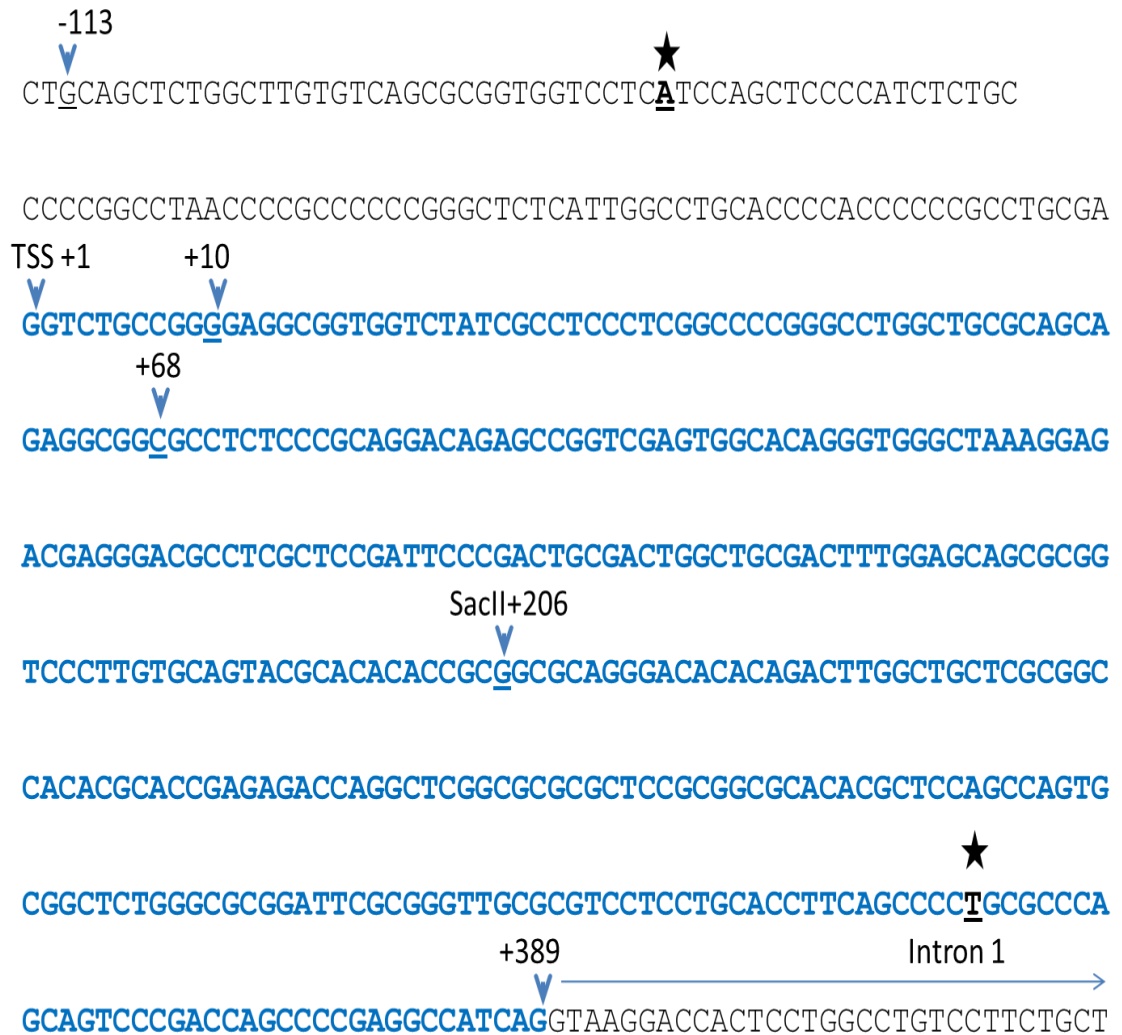 -113
CTGCAGCTCTGGCTTGTGTCAGCGCGGTGGTCCTCATCCAGCTCCCCATCTCTGC
CCCCGGCCTAACCCCGCCCCCCGGGCTCTCATTGGCCTGCACCCCACCCCCCGCCTGCGA
TSS +1 +10
GGTCTGCCGGGGAGGCGGTGGTCTATCGCCTCCCTCGGCCCCGGGCCTGGCTGCGCAGCA
+68
GAGGCGGCGCCTCTCCCGCAGGACAGAGCCGGTCGAGTGGCACAGGGTGGGCTAAAGGAG
ACGAGGGACGCCTCGCTCCGATTCCCGACTGCGACTGGCTGCGACTTTGGAGCAGCGCGG
SacII+206
TCCCTTGTGCAGTACGCACACACCGCGGCGCAGGGACACACAGACTTGGCTGCTCGCGGC
CACACGCACCGAGAGACCAGGCTCGGCGCGCGCTCCGCGGCGCACACGCTCCAGCCAGTG
CGGCTCTGGGCGCGGATTCGCGGGTTGCGCGTCCTCCTGCACCTTCAGCCCCTGCGCCCA
+389 Intron 1
GCAGTCCCGACCAGCCCCGAGGCCATCAGGTAAGGACCACTCCTGGCCTGTCCTTCTGCT